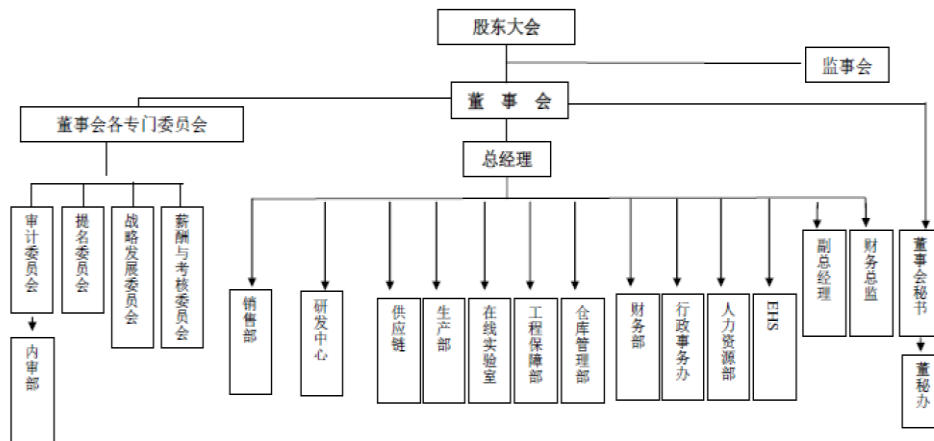 股东大会
监事会
董 事 会
董事会各专门委员会
总经理
审计委员会
提名委员会
战略发展委员会
薪酬与考核委员会
副总经理
财务总监
董事会秘书
销售部
研发中心
供应链
生产部
在线实验室
工程保障部
仓库管理部
财务部
行政事务办
人力资源部
EHS
内审部
董秘办